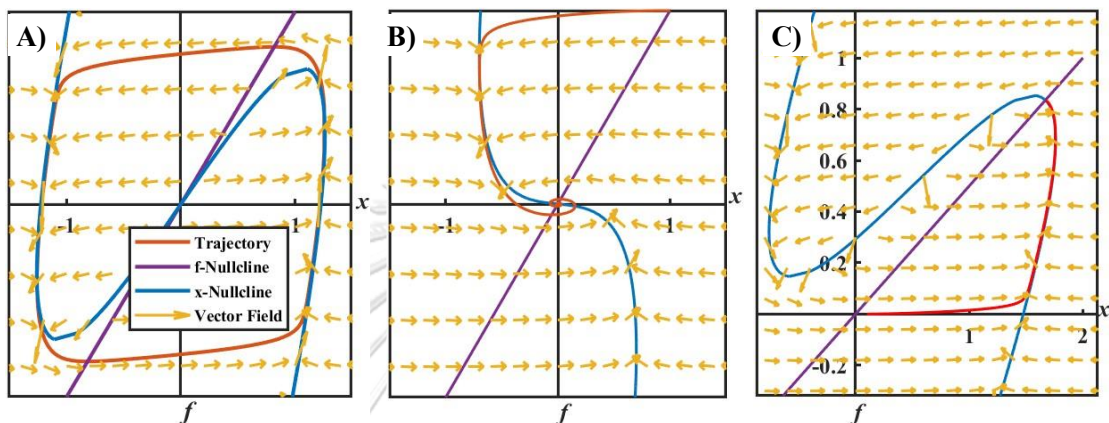 A)
B)
C)
1
0.8
0.6
0.4
0.2
-1
1
x
-1
1
x
1
2
x
-0.2
Trajectory
f-Nullcline
x-Nullcline
Vector Field
f
f
f